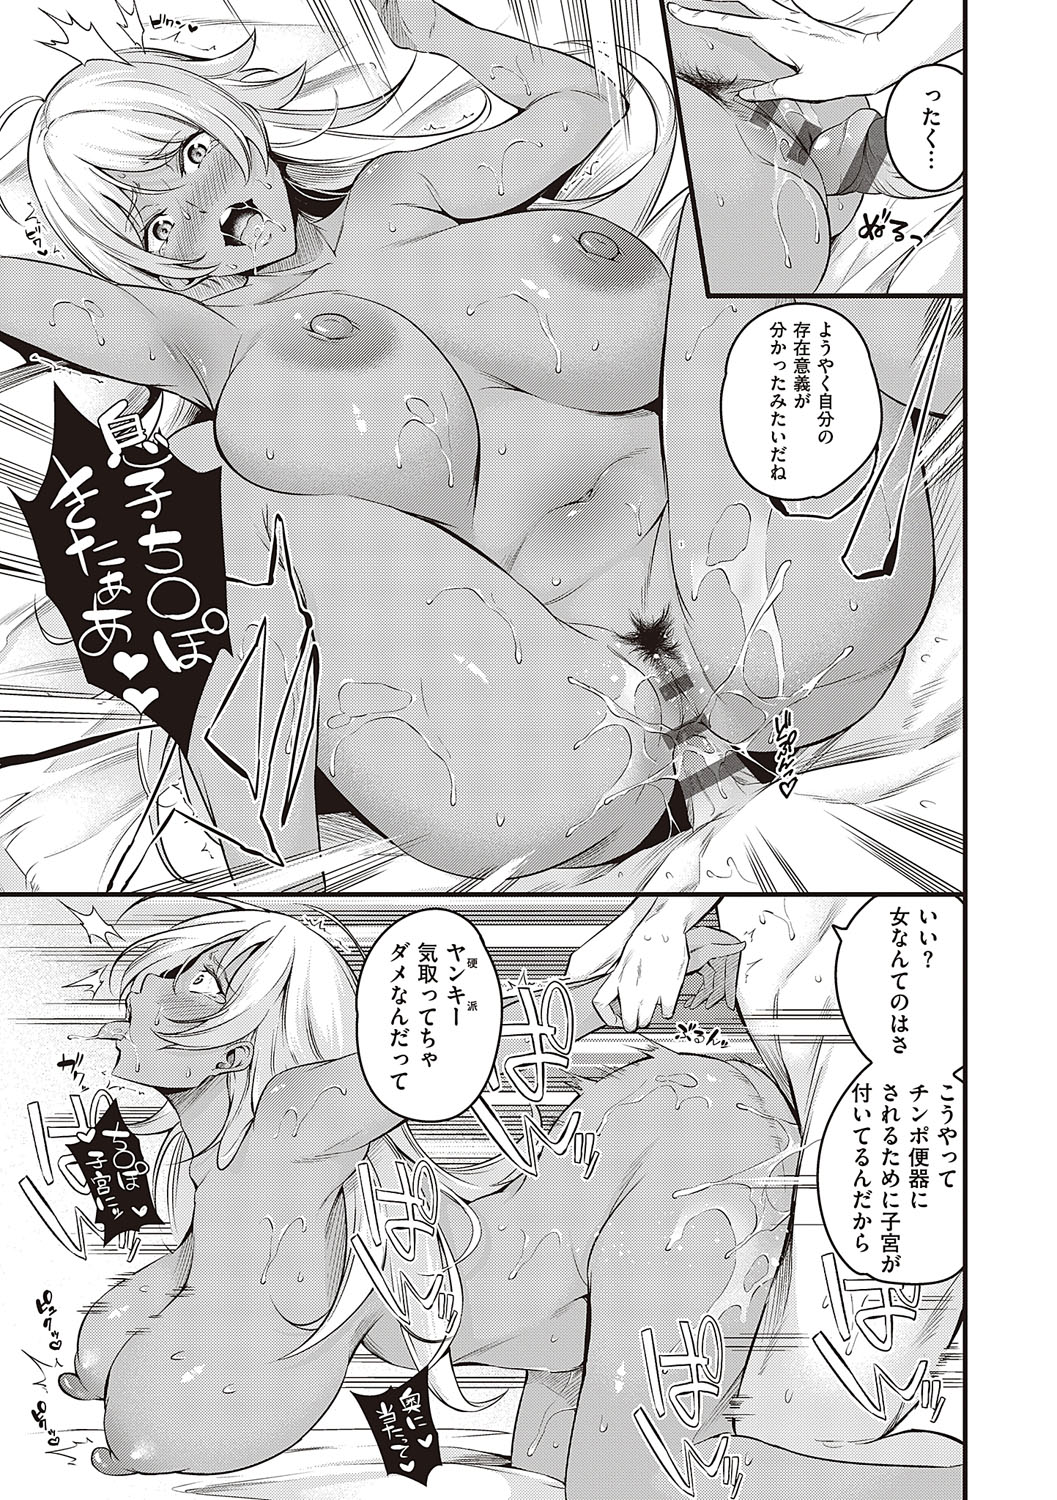 ったく…
ようやく自分の
存在意義が
分かったみたいだね
息子ち○ぽ
きたぁあ♥♥
いい？
女なんてのはさ
こうやって
チンポ便器に
されるために子宮が
付いてるんだから
ヤンキー
硬派
気取ってちゃ
ダメなんだって
ち○ぽ
子宮にッ♥
奥に♥
当たって♥